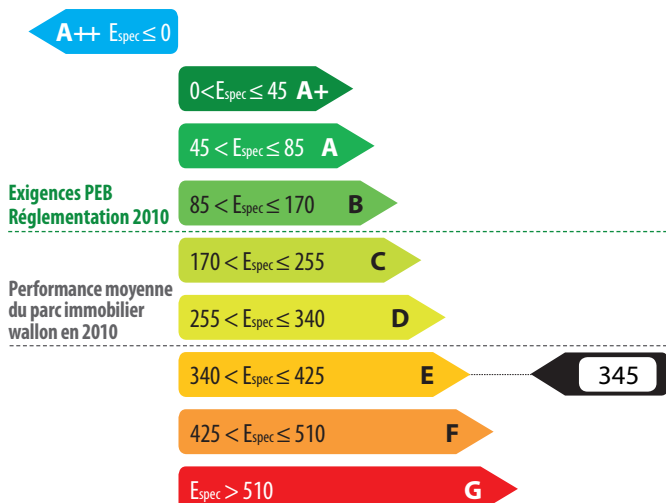 A++ Espec ≤ 0
0<Espec ≤ 45 A+
45 < Espec ≤ 85 A
Exigences PEB
Réglementation 2010
85 < Espec ≤ 170 B
170 < Espec ≤ 255 C
Performance moyenne
du parc immobilier
wallon en 2010
255 < Espec ≤ 340 D
340 < Espec ≤ 425 E 345
425 < Espec ≤ 510 F
Espec > 510 G